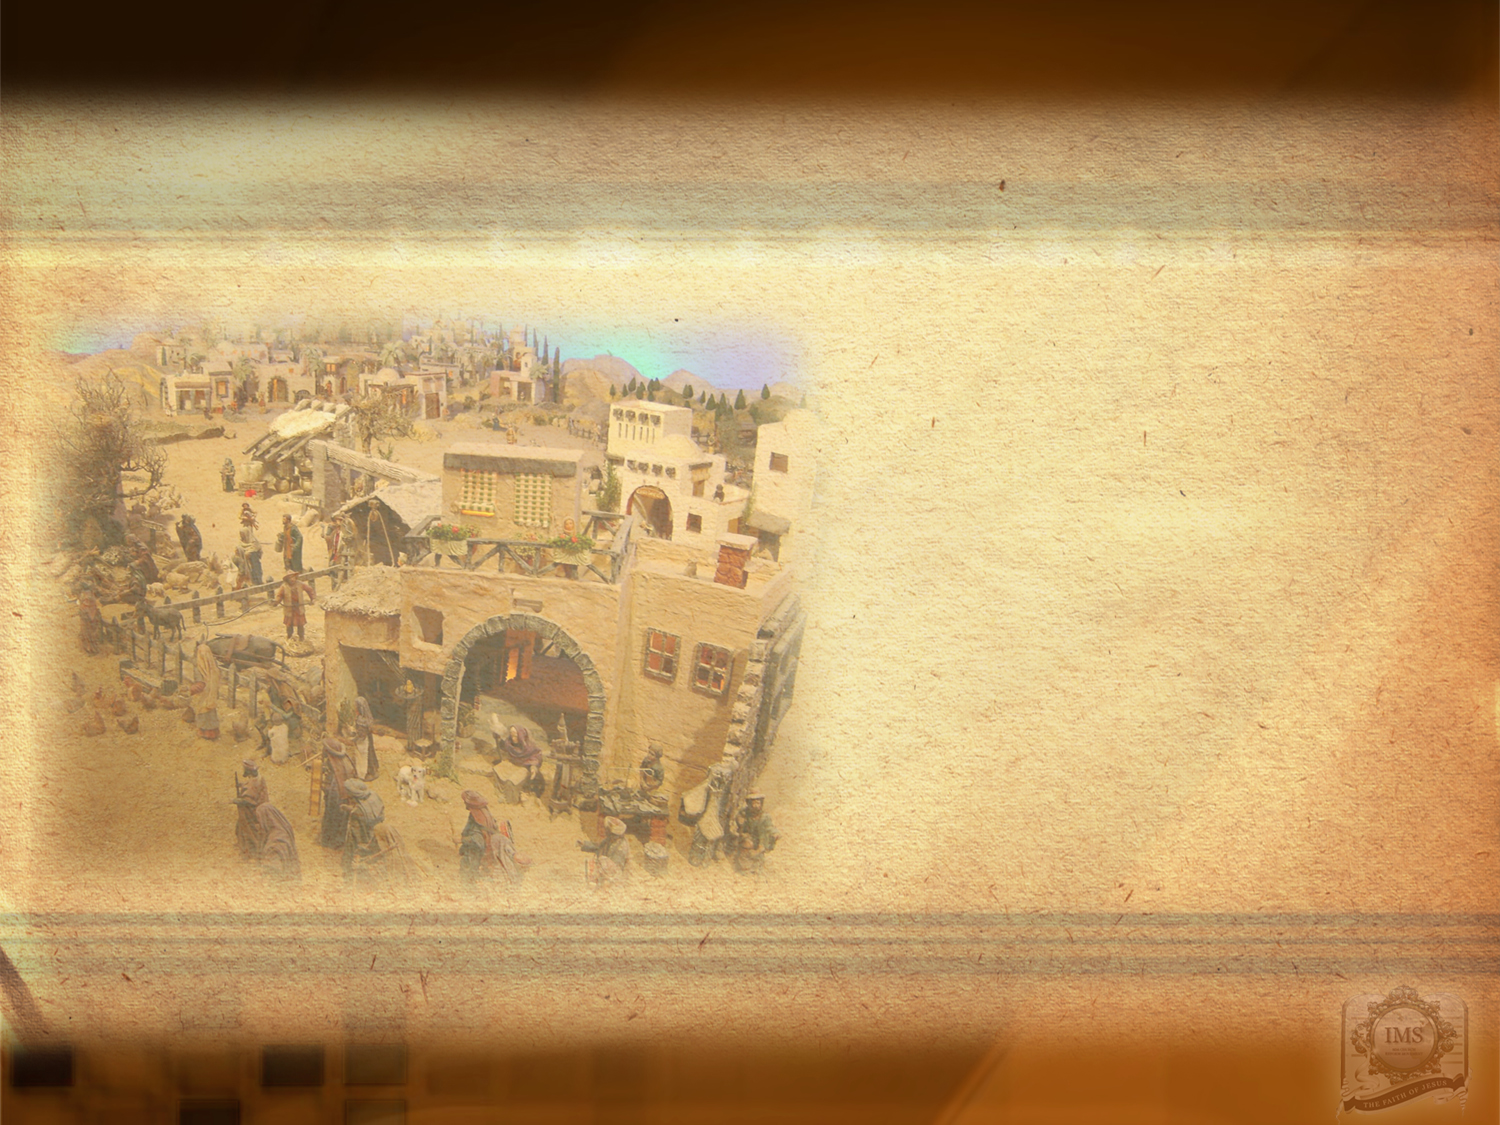 IMS
THE FAITH OF JESUS